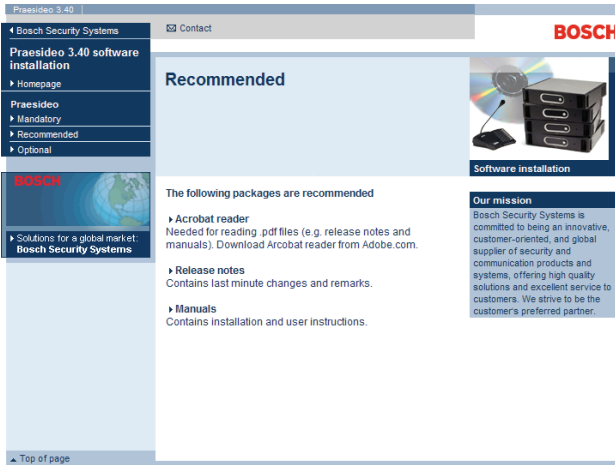 Praesideo 3.40
Bosch Security Systems
Contact
BOSCH
Praesideo 3.40 software
installation
Homepage
Praesideo
Mandatory
Recommended
Optional
BOSCH
Solutions for a global market:
Bosch Security Systems
Recommended
The following packages are recommended
Acrobat reader
Needed for reading .pdf files (e.g. release notes and
manuals). Download Arcobat reader from Adobe.com.
Release notes
Contains last minute changes and remarks.
Manuals
Contains installation and user instructions.
Software installation
Our mission
Bosch Security Systems is
committed to being an innovative,
customer-oriented, and global
supplier of security and
communication products and
systems, offering high quality
solutions and excellent service to
customers. We strive to be the
customer's preferred partner.
Top of page